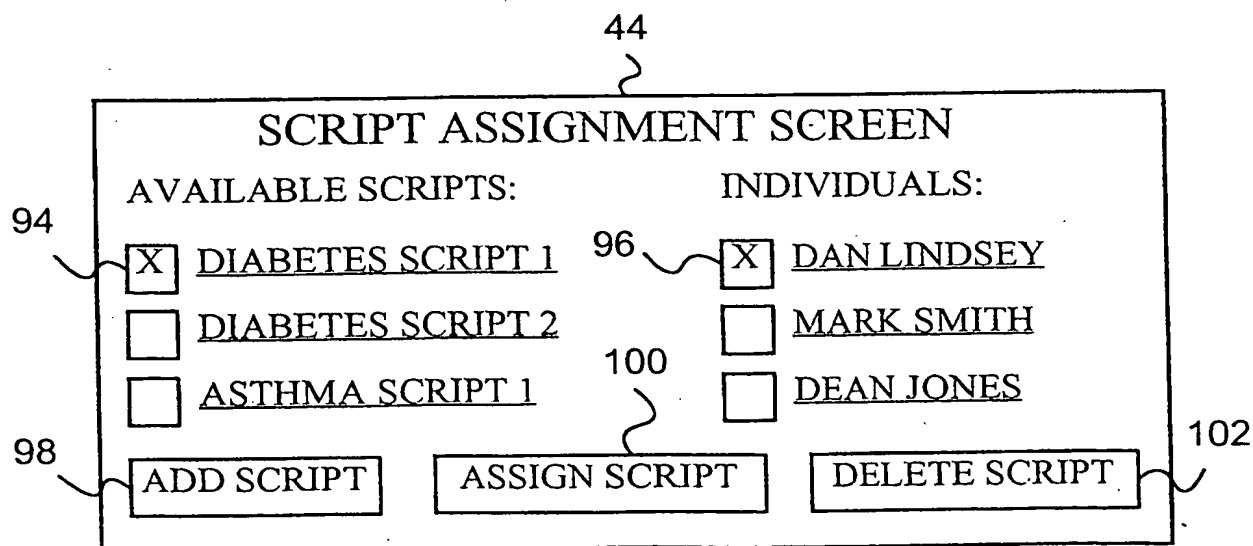 44
SCRIPT ASSIGNMENT SCREEN
AVAILABLE SCRIPTS: INDIVIDUALS:
94 X DIABETES SCRIPT 1 96 X DAN LINDSEY
DIABETES SCRIPT 2 MARK SMITH
100
ASTHMA SCRIPT 1 DEAN JONES
98 102
ADD SCRIPT ASSIGN SCRIPT DELETE SCRIPT